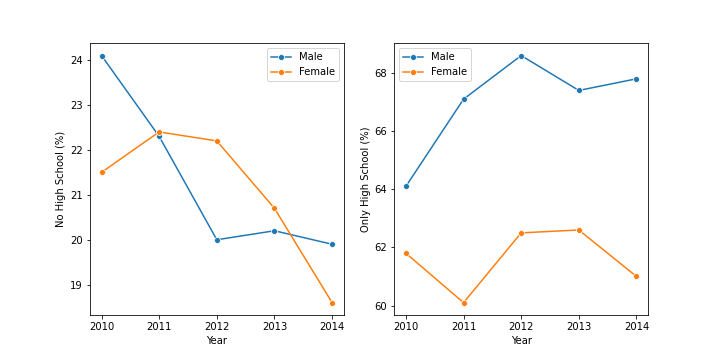 24
23
22
21
20
19
No High School (%)
2010 2011 2012 2013 2014
Year
Male
Female
68
66
64
62
60
Only High School (%)
2010 2011 2012 2013 2014
Year
Male
Female